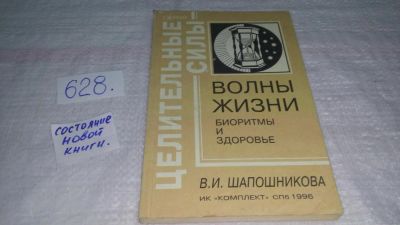 628.
СОСТОЯНИЕ
НОВОЙ
КНИГИ.
ЦЕЛИТЕЛЬНЫЕ
СИЛЫ
ВОЛНЫ
ЖИЗНИ
БИОРИТМЫ
И
ЗДОРОВЬЕ
В.И. ШАПОШНИКОВА
ИК «КОМПЛЕКТ» СПб 1996